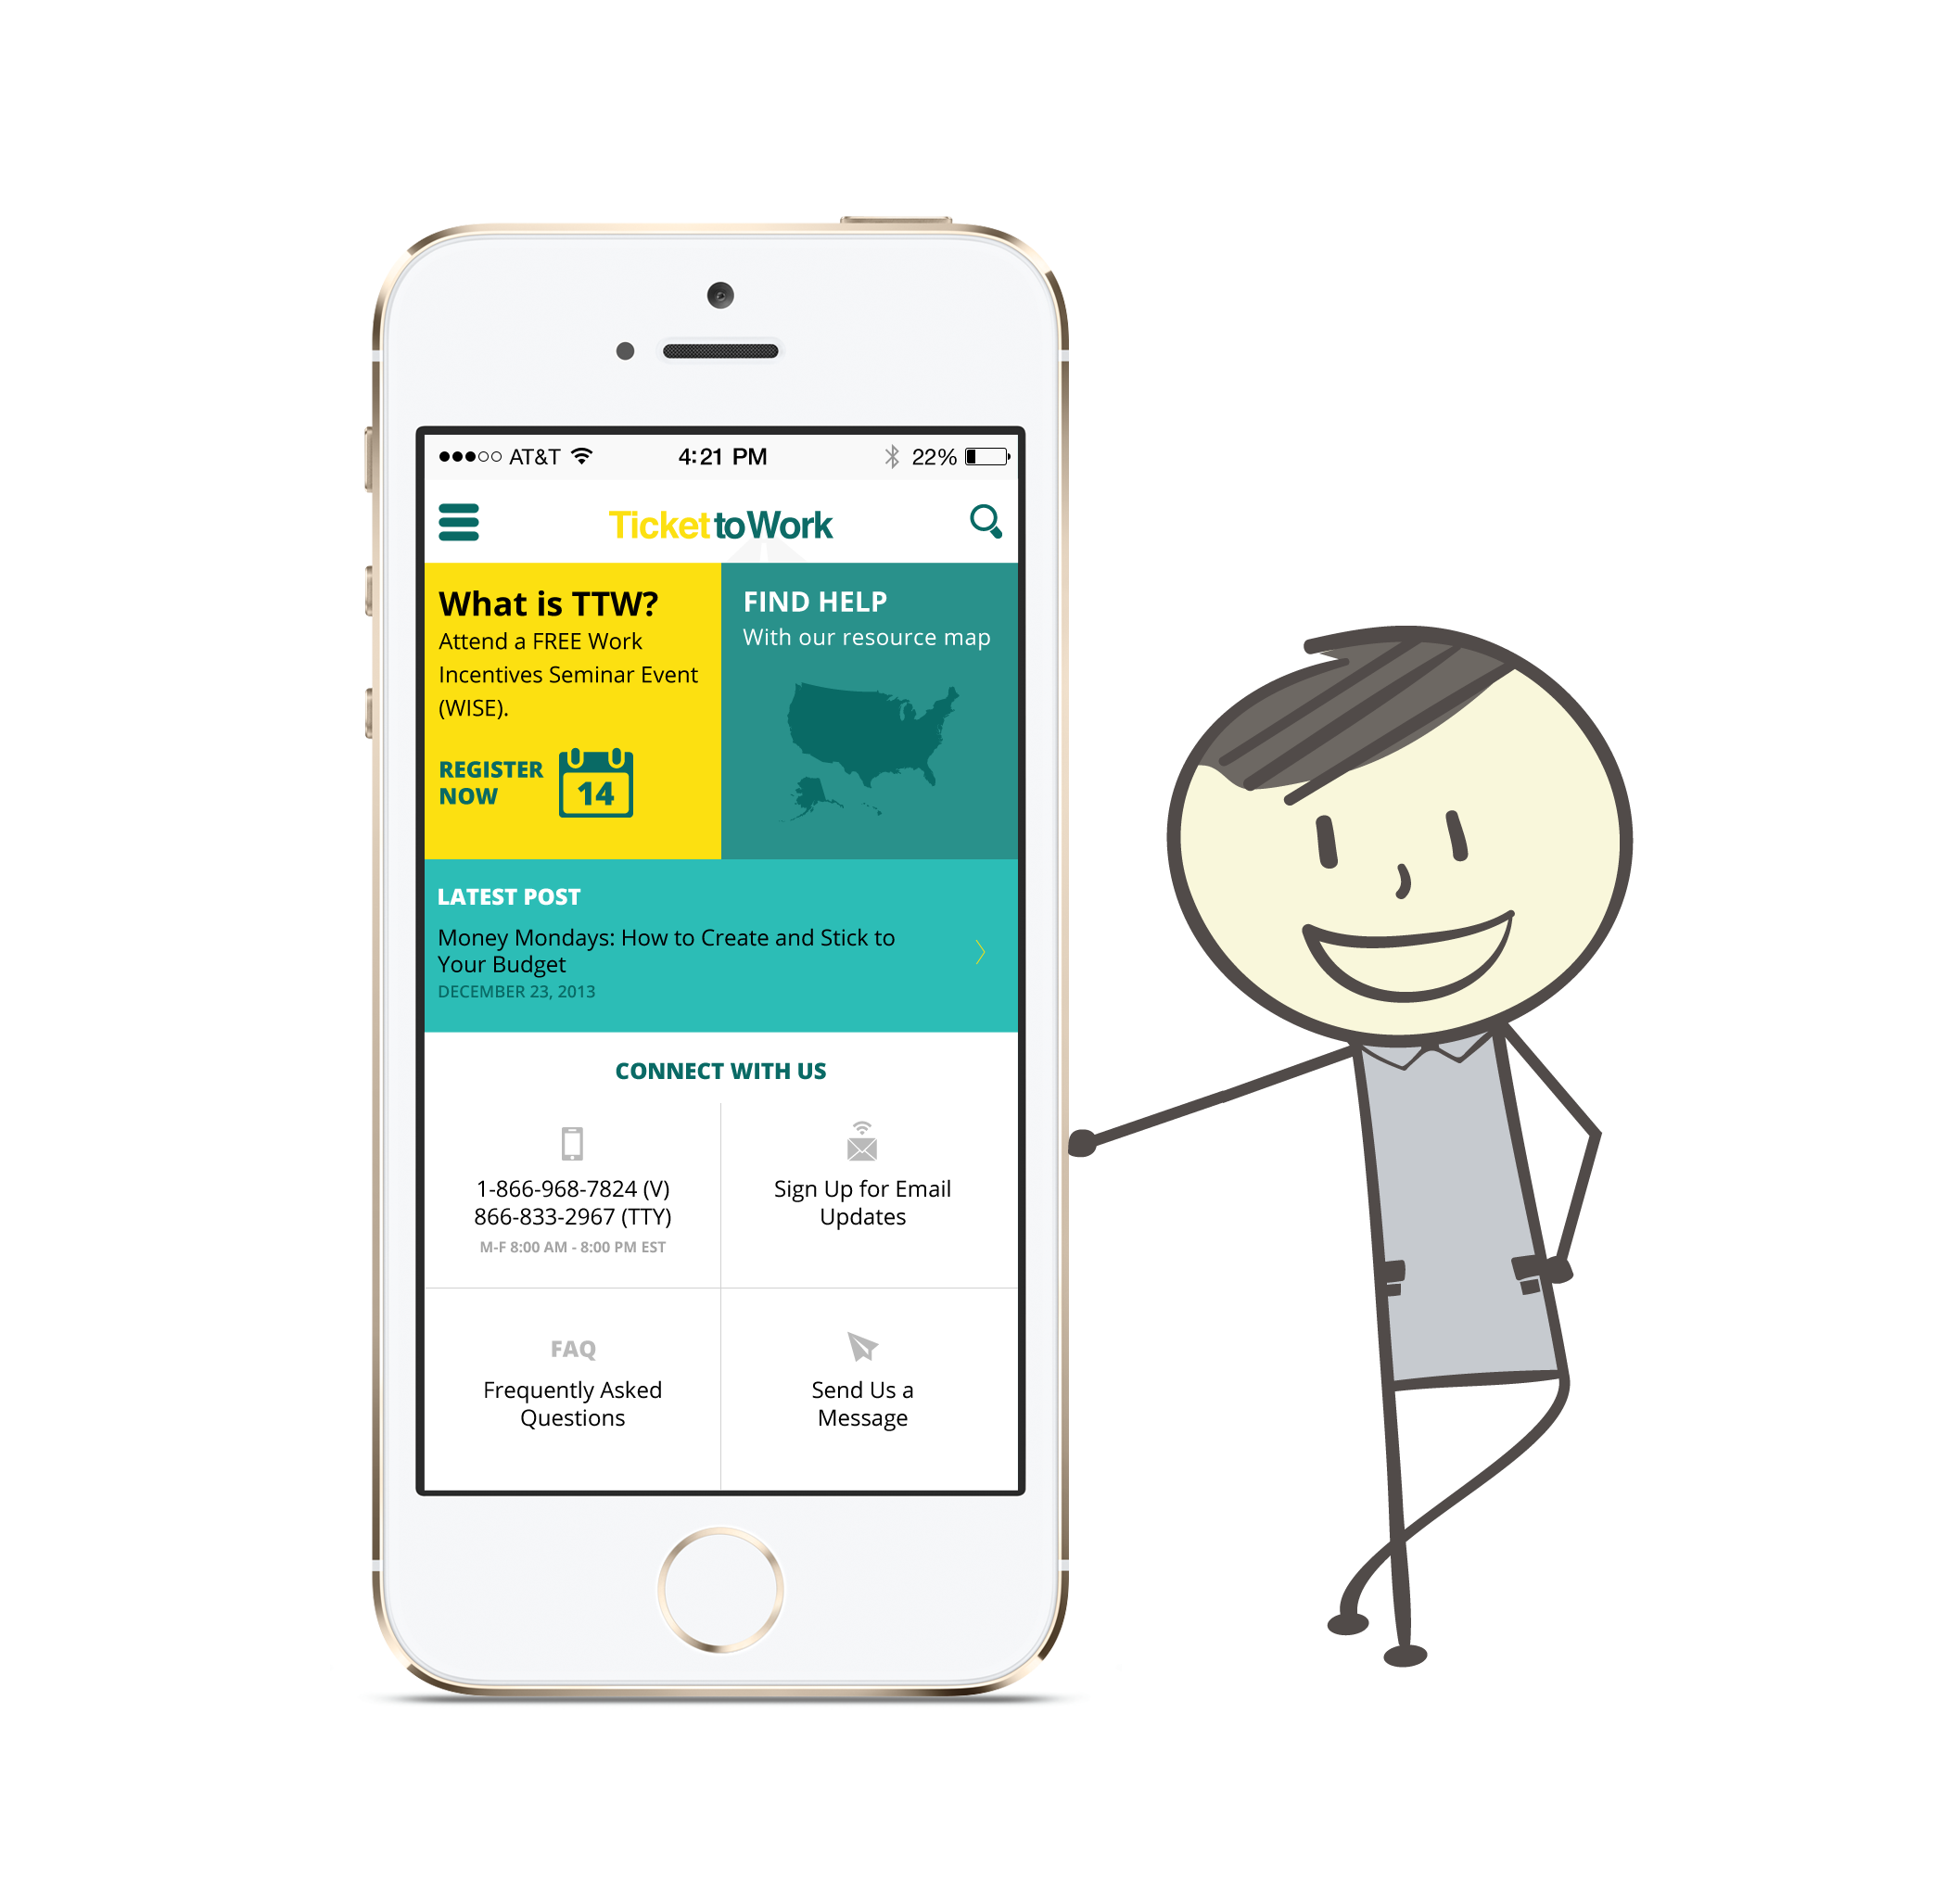 AT&T 4:21 PM 22%
TickettoWork
What is TTW?
Attend a FREE Work
Incentives Seminar Event
(WISE).
REGISTER
NOW
14
FIND HELP
With our resource map
LATEST POST
Money Mondays: How to Create and Stick to
Your Budget
DECEMBER 23, 2013
CONNECT WITH US
1-866-968-7824 (V)
866-833-2967 (TTY)
M-F 8:00 AM - 8:00 PM EST
Sign Up for Email
Updates
FAQ
Frequently Asked
Questions
Send Us a
Message